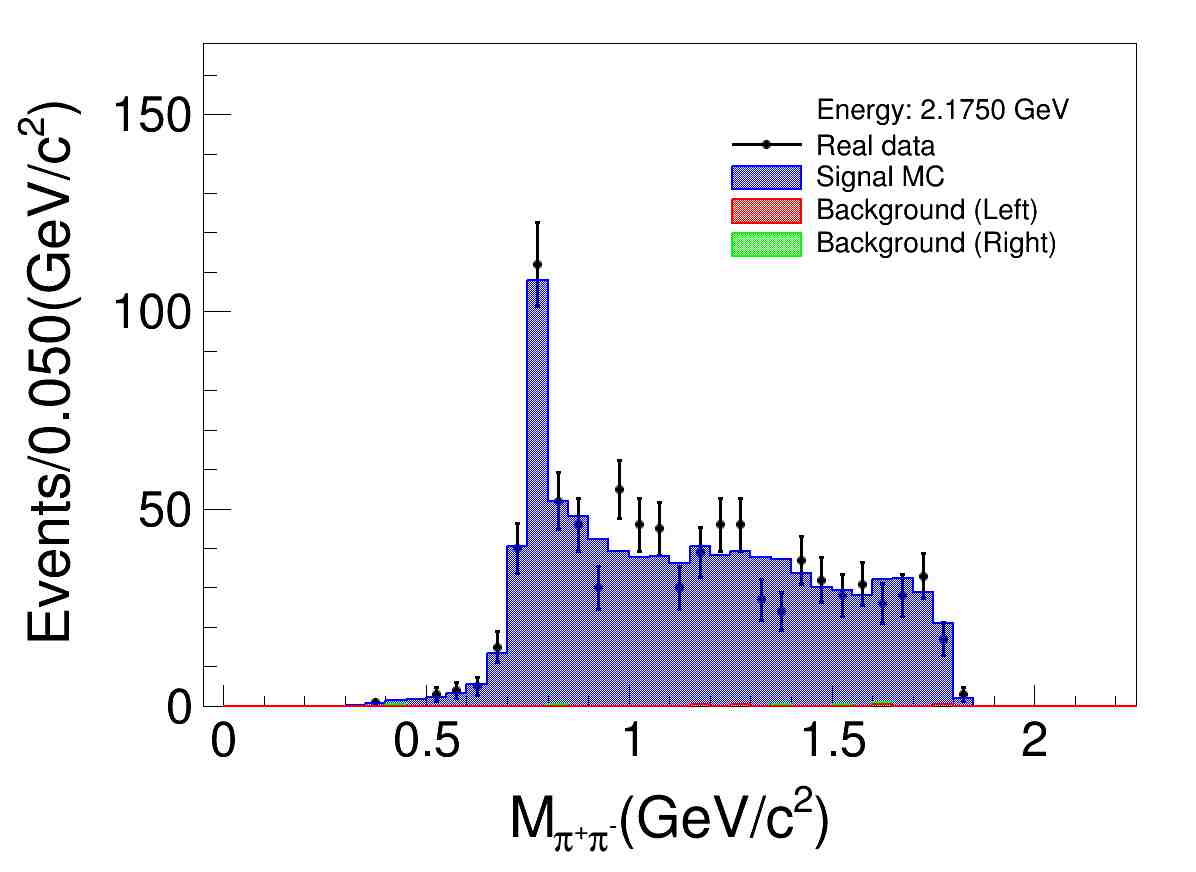 Energy: 2.1750 GeV
Real data
Signal MC
Background (Left)
Background (Right)
Events/0.050(GeV/c²)
150
100
50
0
0 0.5 1 1.5 2
Mπ⁺π⁻(GeV/c²)